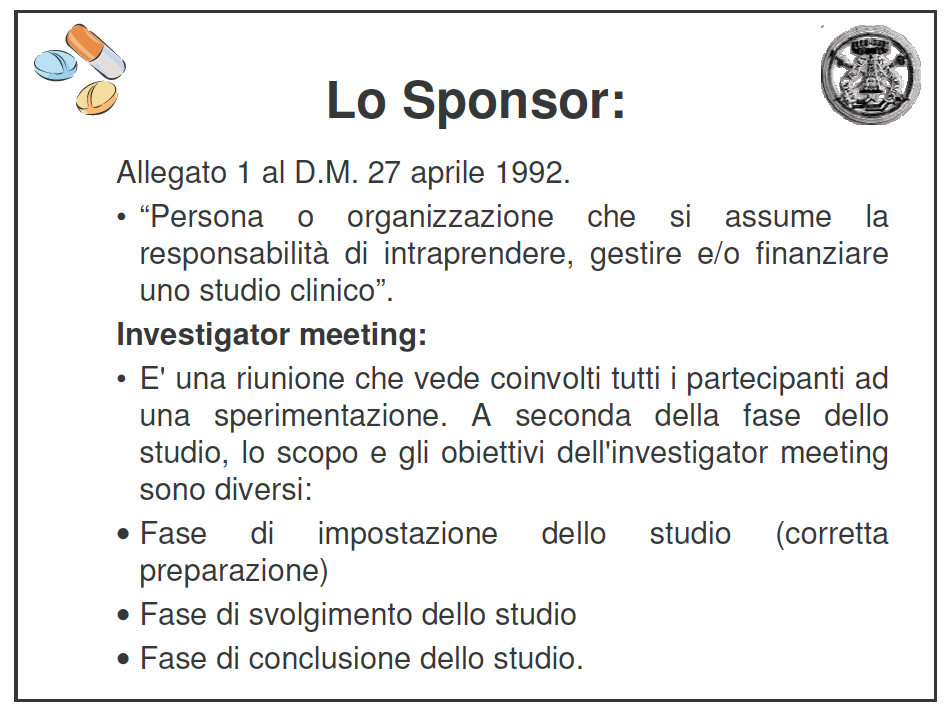 Lo Sponsor:
Allegato 1 al D.M. 27 aprile 1992.
• “Persona o organizzazione che si assume la
responsabilità di intraprendere, gestire e/o finanziare
uno studio clinico”.
Investigator meeting:
• E' una riunione che vede coinvolti tutti i partecipanti ad
una sperimentazione. A seconda della fase dello
studio, lo scopo e gli obiettivi dell'investigator meeting
sono diversi:
• Fase di impostazione dello studio (corretta
preparazione)
• Fase di svolgimento dello studio
• Fase di conclusione dello studio.